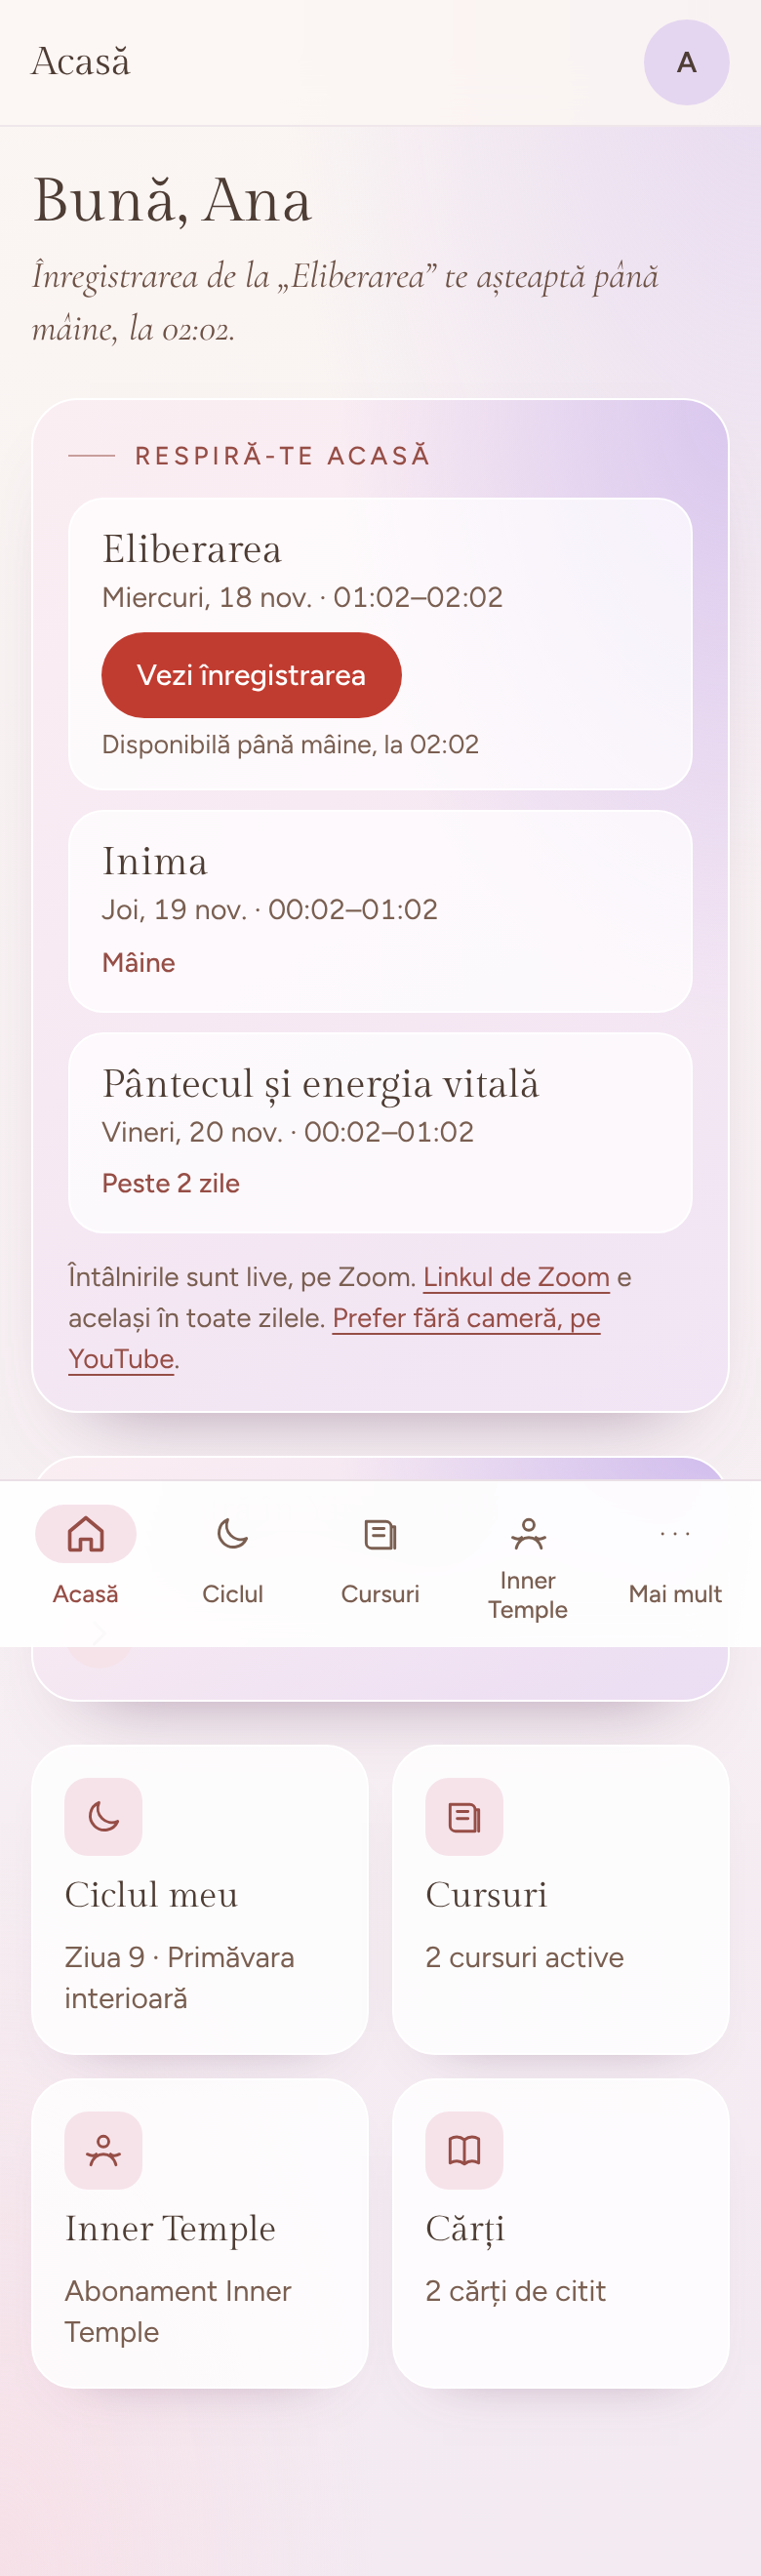 Acasă
A
Bună, Ana
Înregistrarea de la „Eliberarea” te așteaptă până
mâine, la 02:02.
RESPIRĂ-TE ACASĂ
Eliberarea
Miercuri, 18 nov. · 01:02–02:02
Vezi înregistrarea
Disponibilă până mâine, la 02:02
Inima
Joi, 19 nov. · 00:02–01:02
Mâine
Pântecul și energia vitală
Vineri, 20 nov. · 00:02–01:02
Peste 2 zile
Întâlnirile sunt live, pe Zoom. Linkul de Zoom e
același în toate zilele. Prefer fără cameră, pe
YouTube.
Acasă
Ciclul
Cursuri
Inner
Temple
Mai mult
Ciclul meu
Ziua 9 · Primăvara
interioară
Cursuri
2 cursuri active
Inner Temple
Abonament Inner
Temple
Cărți
2 cărți de citit